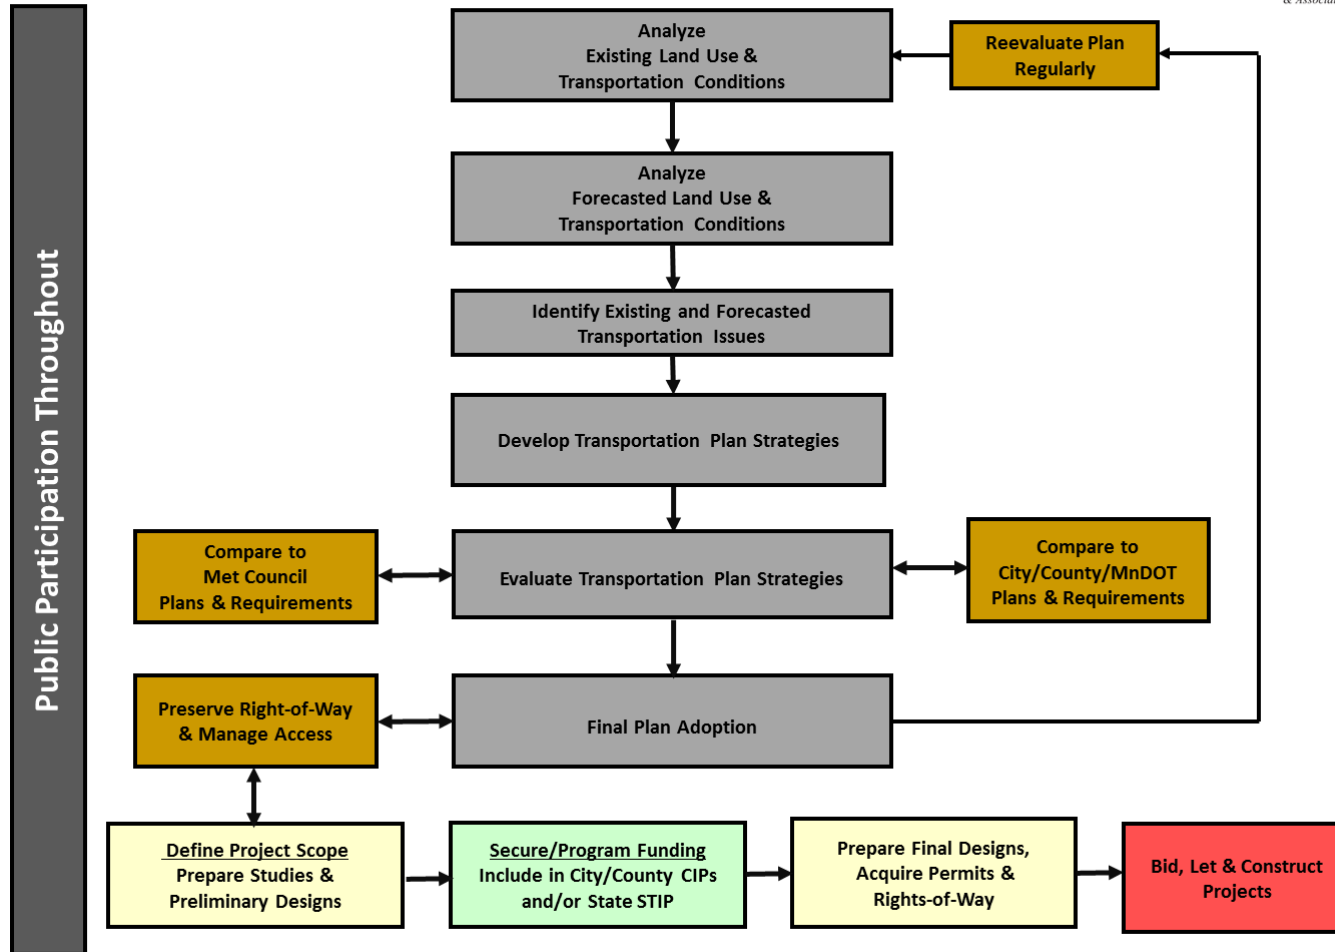 & Associa
Public Participation Throughout
Analyze
Existing Land Use &
Transportation Conditions
Reevaluate Plan
Regularly
Analyze
Forecasted Land Use &
Transportation Conditions
Identify Existing and Forecasted
Transportation Issues
Develop Transportation Plan Strategies
Compare to
Met Council
Plans & Requirements
Evaluate Transportation Plan Strategies
Compare to
City/County/MnDOT
Plans & Requirements
Preserve Right-of-Way
& Manage Access
Final Plan Adoption
Define Project Scope
Prepare Studies &
Preliminary Designs
Secure/Program Funding
Include in City/County CIPs
and/or State STIP
Prepare Final Designs,
Acquire Permits &
Rights-of-Way
Bid, Let & Construct
Projects